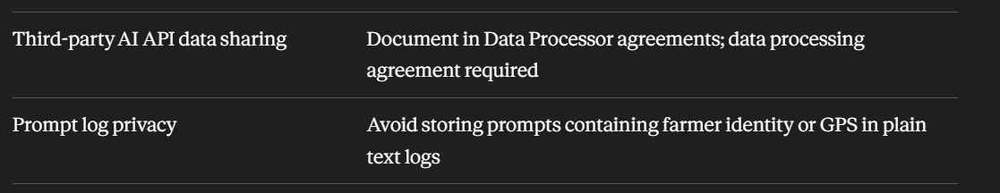 Third-party AI API data sharing
Document in Data Processor agreements; data processing
agreement required
Prompt log privacy
Avoid storing prompts containing farmer identity or GPS in plain
text logs